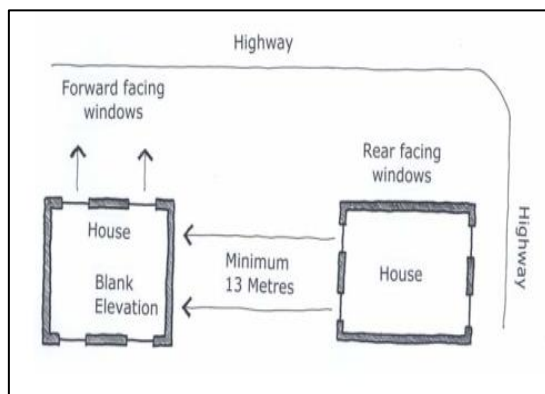 Highway
Forward facing
windows
Rear facing
windows
Highway
House
Blank
Elevation
Minimum
13 Metres
House